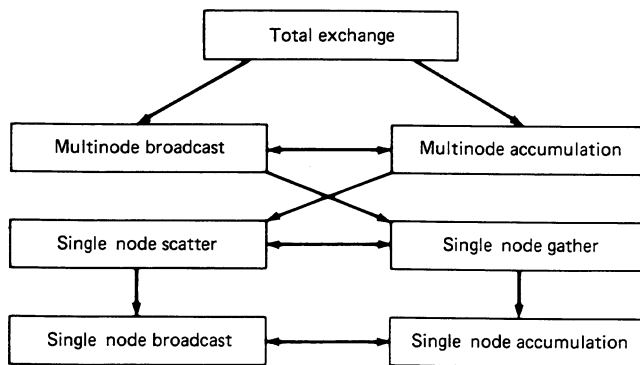 Total exchange
Multinode broadcast
Multinode accumulation
Single node scatter
Single node gather
Single node broadcast
Single node accumulation